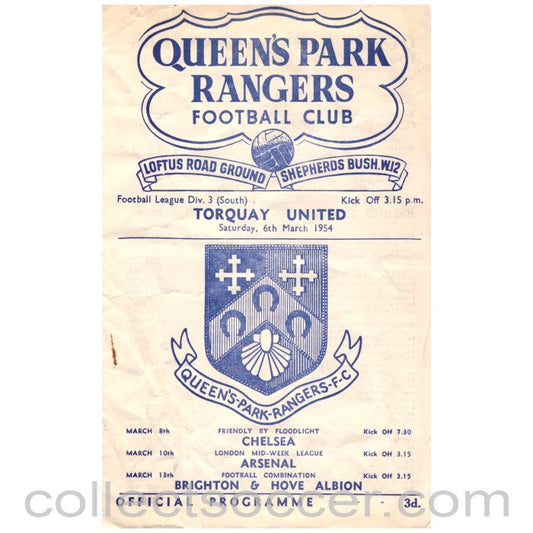 QUEEN'S PARK
RANGERS
FOOTBALL CLUB
LOFTUS ROAD GROUND SHEPHERDS BUSH.W.12
Football League Div. 3 (South) . Kick Off 3.15 p.m.
TORQUAY UNITED
Saturday, 6th March 1954
QUEEN'S-PARK-RANGERS-F-C
MARCH 8th FRIENDLY BY FLOODLIGHT Kick Off 7.30
CHELSEA
MARCH 10th LONDON MID-WEEK LEAGUE Kick Off 3.15
ARSENAL
MARCH 13th FOOTBALL COMBINATION Kick Off 3.15
BRIGHTON & HOVE ALBION
collectsoccer.com
OFFICIAL PROGRAMME 3d.